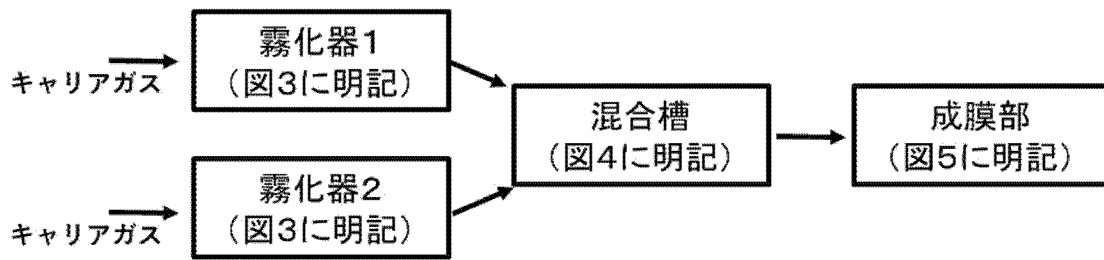 キャリアガス
霧化器1
(図3に明記)
キャリアガス
霧化器2
(図3に明記)
混合槽
(図4に明記)
成膜部
(図5に明記)